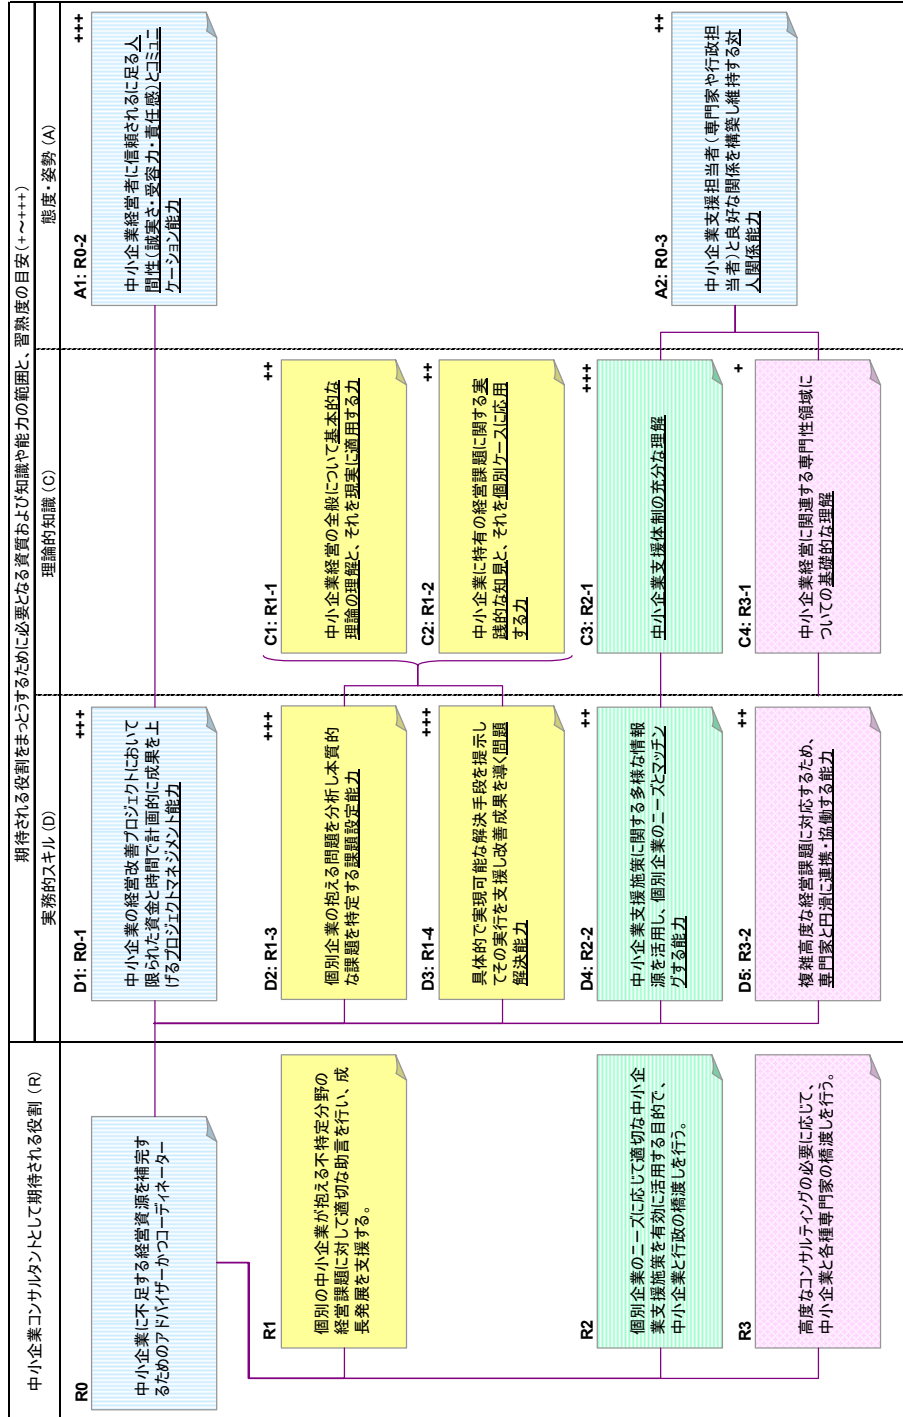 中小企業コンサルタントとして期待される役割 (R)
期待される役割をまっとうするために必要となる資質および知識や能力の範囲と、習熟度の目安(+～+++)
実務的スキル (D)
理論的知識 (C)
態度・姿勢 (A)
R0
中小企業に不足する経営資源を補完す
るためのアドバイザーかつコーディネーター
D1: R0-1
+++
中小企業の経営改善プロジェクトにおいて
限られた資金と時間で計画的に成果を上
げるプロジェクトマネジメント能力
A1: R0-2
+++
中小企業経営者に信頼されるに足る人
間性(誠実さ・受容力・責任感)とコミュニ
ケーション能力
R1
個別の中小企業が抱える不特定分野の
経営課題に対して適切な助言を行い、成
長発展を支援する。
D2: R1-3
+++
個別企業の抱える問題を分析し本質的
な課題を特定する課題設定能力
C1: R1-1
++
中小企業経営の全般について基本的な
理論の理解と、それを現実に適用する力
D3: R1-4
+++
具体的で実現可能な解決手段を提示し
てその実行を支援し改善成果を導く問題
解決能力
C2: R1-2
++
中小企業に特有の経営課題に関する実
践的な知見と、それを個別ケースに応用
する力
R2
個別企業のニーズに応じて適切な中小企
業支援施策を有効に活用する目的で、
中小企業と行政の橋渡しを行う。
D4: R2-2
++
中小企業支援施策に関する多様な情報
源を活用し、個別企業のニーズとマッチン
グする能力
C3: R2-1
+++
中小企業支援体制の充分な理解
A2: R0-3
++
中小企業支援担当者(専門家や行政担
当者)と良好な関係を構築し維持する対
人関係能力
R3
高度なコンサルティングの必要に応じて、
中小企業と各種専門家の橋渡しを行う。
D5: R3-2
++
複雑高度な経営課題に対応するため、
専門家と円滑に連携・協働する能力
C4: R3-1
+
中小企業経営に関連する専門性領域に
ついての基礎的な理解